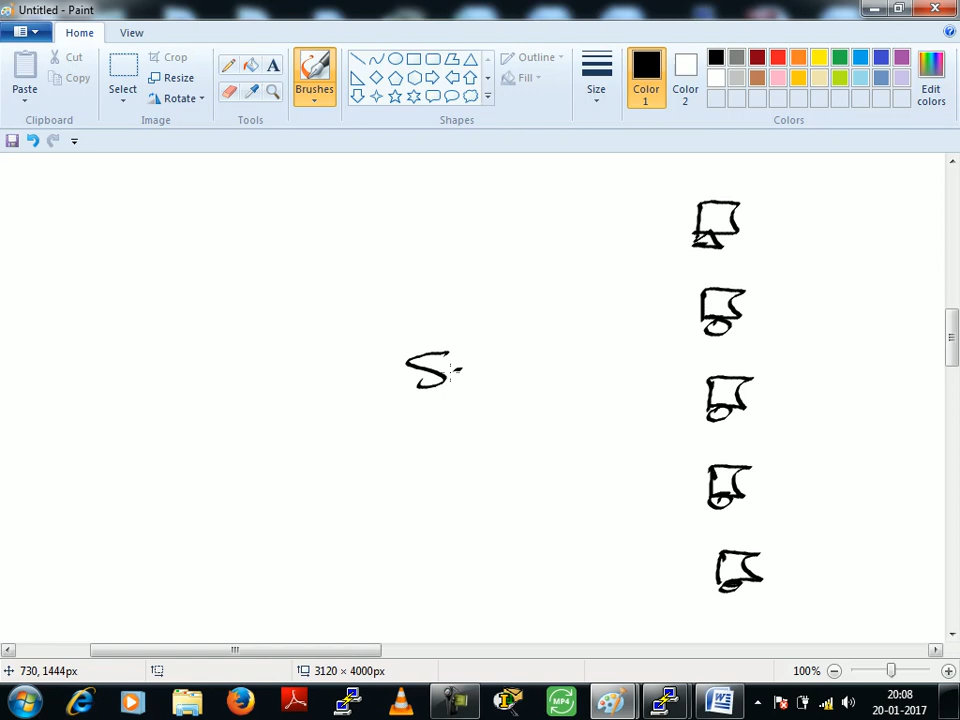 Untitled - Paint
Home
View
Paste
Cut
Copy
Clipboard
Select
Crop
Resize
Rotate
Image
Tools
Brushes
Outline
Fill
Shapes
Size
Color
1
Color
2
Edit
colors
Colors
A
S
730, 1444px
3120 × 4000px
100%
MP4
W
20:08
20-01-2017